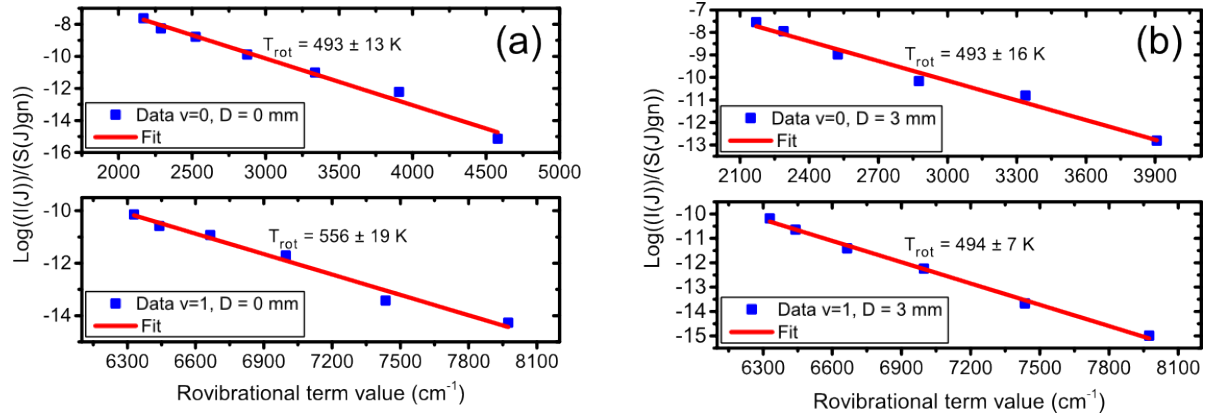 (a)
Log((I(J))/(S(J)gn))
-8
-10
-12
-14
-16
T_rot = 493 ± 13 K
Data v=0, D = 0 mm
Fit
2000 2500 3000 3500 4000 4500 5000
-10
-12
-14
T_rot = 556 ± 19 K
Data v=1, D = 0 mm
Fit
6300 6600 6900 7200 7500 7800 8100
Rovibrational term value (cm⁻¹)
(b)
Log((I(J))/(S(J)gn))
-7
-8
-9
-10
-11
-12
-13
T_rot = 493 ± 16 K
Data v=0, D = 3 mm
Fit
2100 2400 2700 3000 3300 3600 3900
-10
-11
-12
-13
-14
-15
T_rot = 494 ± 7 K
Data v=1, D = 3 mm
Fit
6300 6600 6900 7200 7500 7800 8100
Rovibrational term value (cm⁻¹)